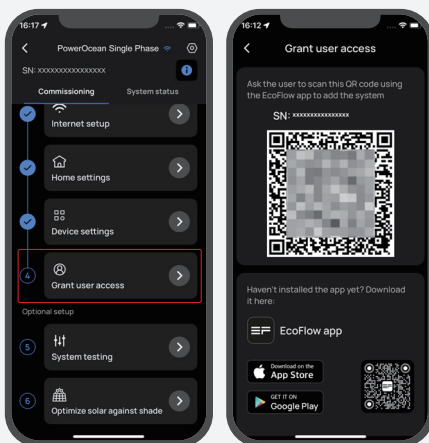 16:17
PowerOcean Single Phase
SN: xxxxxxxxxxxxxxxx
Commissioning
System status
Internet setup
Home settings
Device settings
4
Grant user access
Optional setup
5
System testing
6
Optimize solar against shade
16:12
Grant user access
Ask the user to scan this QR code using
the EcoFlow app to add the system
SN: xxxxxxxxxxxxxxxx
Haven't installed the app yet? Download
it here:
EcoFlow app
Download on the
App Store
GET IT ON
Google Play